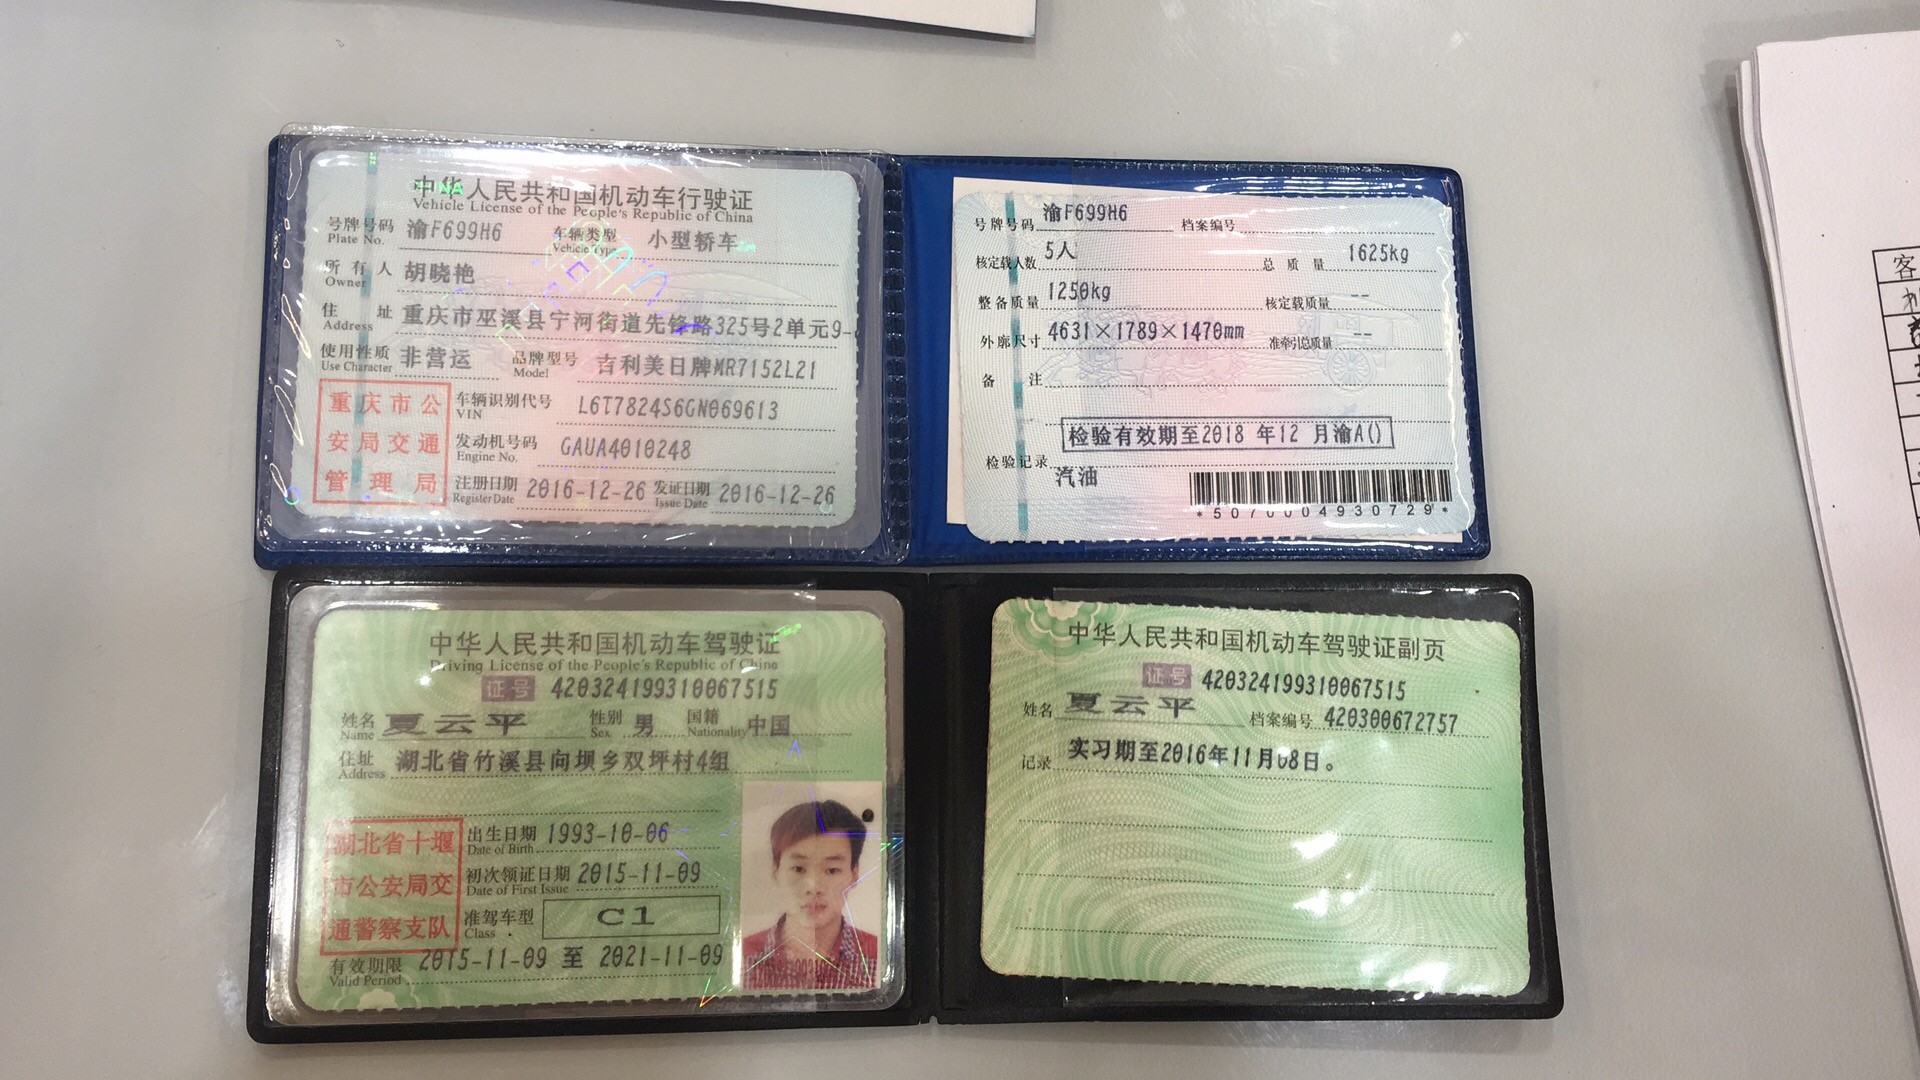 中华人民共和国机动车行驶证
Vehicle License of the People's Republic of China
号牌号码 渝F699H6 车辆类型 小型轿车
Plate No. Vehicle Type
所有人 胡晓艳
Owner
住址 重庆市巫溪县宁河街道先锋路325号2单元9-
Address
使用性质 非营运 品牌型号 吉利美日牌MR7152L21
Use Character Model
重庆市公
安局交通
管理局
车辆识别代号 L6T7824S6GN069613
VIN
发动机号码 GAUA4010248
Engine No.
注册日期 2016-12-26 发证日期 2016-12-26
Register Date Issue Date
号牌号码 渝F699H6 档案编号
核定载人数 5人 总质量 1625kg
整备质量 1250kg 核定载质量 --
外廓尺寸 4631×1789×1470mm 准牵引总质量 --
备注
检验有效期至2018 年12 月渝A()
检验记录
汽油
*5070004930729*
中华人民共和国机动车驾驶证
Driving License of the People's Republic of China
证号 420324199310067515
姓名 夏云平 性别 男 国籍 中国
Name Sex Nationality
住址 湖北省竹溪县向坝乡双坪村4组
Address
湖北省十堰
市公安局交
通警察支队
出生日期 1993-10-06
Date of Birth
初次领证日期 2015-11-09
Date of First Issue
准驾车型 C1
Class
有效期限 2015-11-09 至 2021-11-09
Valid Period
中华人民共和国机动车驾驶证副页
证号 420324199310067515
姓名 夏云平 档案编号 420300672757
记录 实习期至2016年11月08日。
客